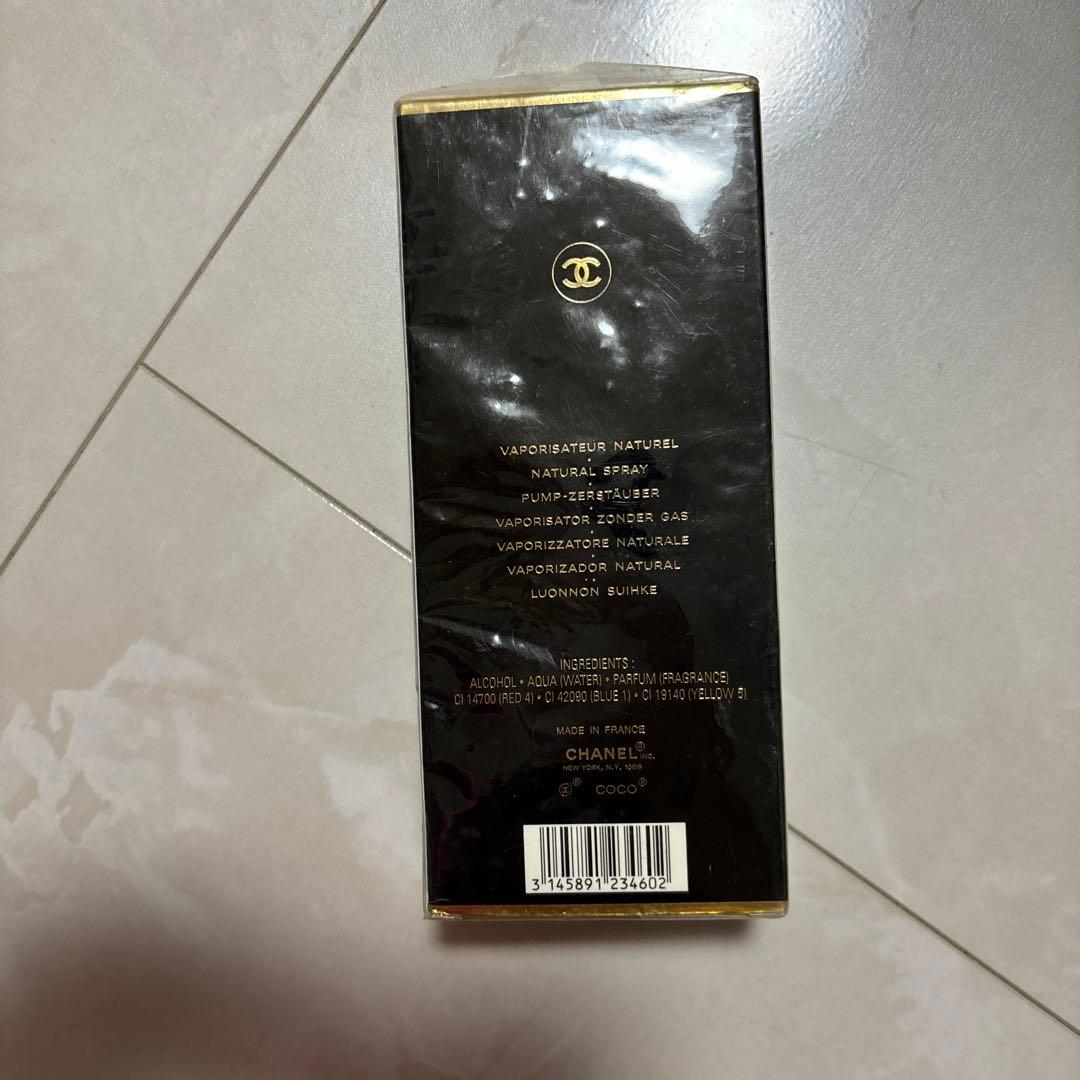 VAPORISATEUR NATUREL
NATURAL SPRAY
PUMP-ZERSTÄUBER
VAPORISATOR ZONDER GAS
VAPORIZZATORE NATURALE
VAPORIZADOR NATURAL
LUONNON SUIHKE
INGREDIENTS :
ALCOHOL • AQUA (WATER) • PARFUM (FRAGRANCE)
CI 14700 (RED 4) • CI 42090 (BLUE 1) • CI 19140 (YELLOW 5)
MADE IN FRANCE
CHANEL® INC.
NEW YORK, N.Y. 10019
® COCO®
3 145891 234602